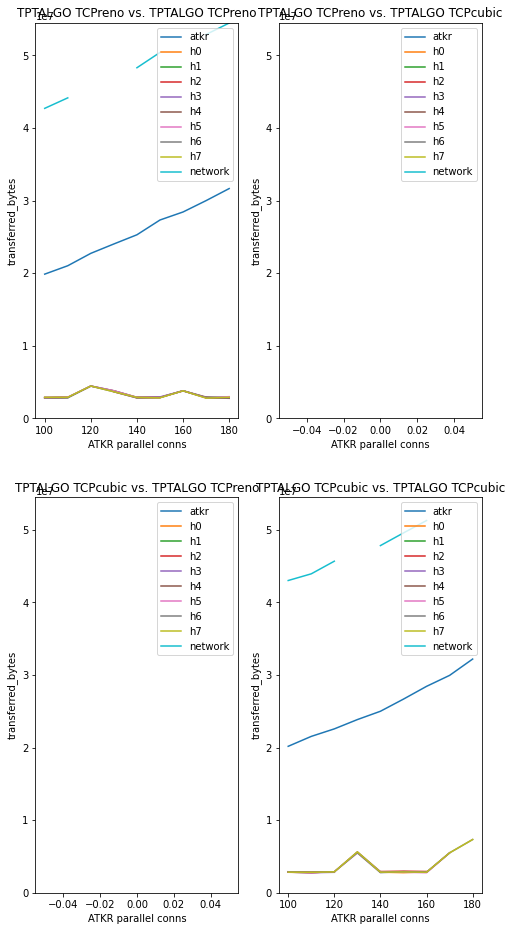 TPTALGO TCPreno vs. TPTALGO TCPreno
TPTALGO TCPreno vs. TPTALGO TCPcubic
1e7
5
4
3
2
1
0
transferred_bytes
100 120 140 160 180
ATKR parallel conns
atkr
h0
h1
h2
h3
h4
h5
h6
h7
network
1e7
5
4
3
2
1
0
transferred_bytes
−0.04 −0.02 0.00 0.02 0.04
ATKR parallel conns
atkr
h0
h1
h2
h3
h4
h5
h6
h7
network
TPTALGO TCPcubic vs. TPTALGO TCPreno
TPTALGO TCPcubic vs. TPTALGO TCPcubic
1e7
5
4
3
2
1
0
transferred_bytes
−0.04 −0.02 0.00 0.02 0.04
ATKR parallel conns
atkr
h0
h1
h2
h3
h4
h5
h6
h7
network
1e7
5
4
3
2
1
0
transferred_bytes
100 120 140 160 180
ATKR parallel conns
atkr
h0
h1
h2
h3
h4
h5
h6
h7
network